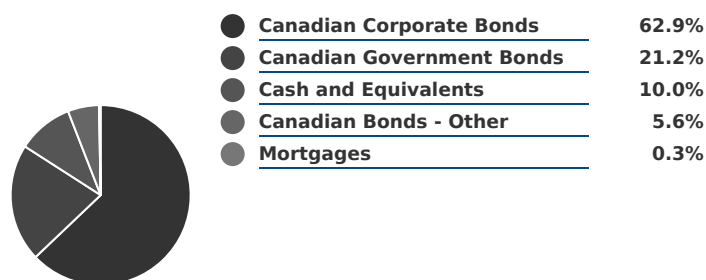 Canadian Corporate Bonds 62.9%
Canadian Government Bonds 21.2%
Cash and Equivalents 10.0%
Canadian Bonds - Other 5.6%
Mortgages 0.3%